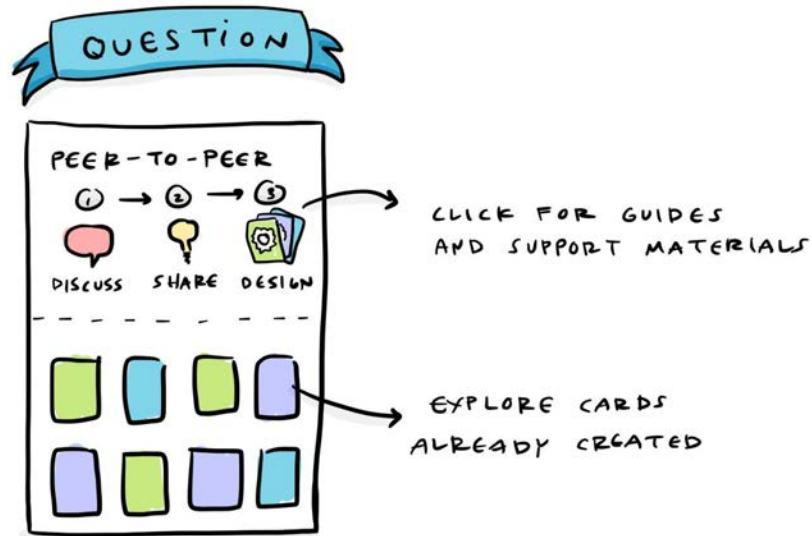 QUESTION
PEER-TO-PEER
1 → 2 → 3
DISCUSS SHARE DESIGN
CLICK FOR GUIDES
AND SUPPORT MATERIALS
EXPLORE CARDS
ALREADY CREATED